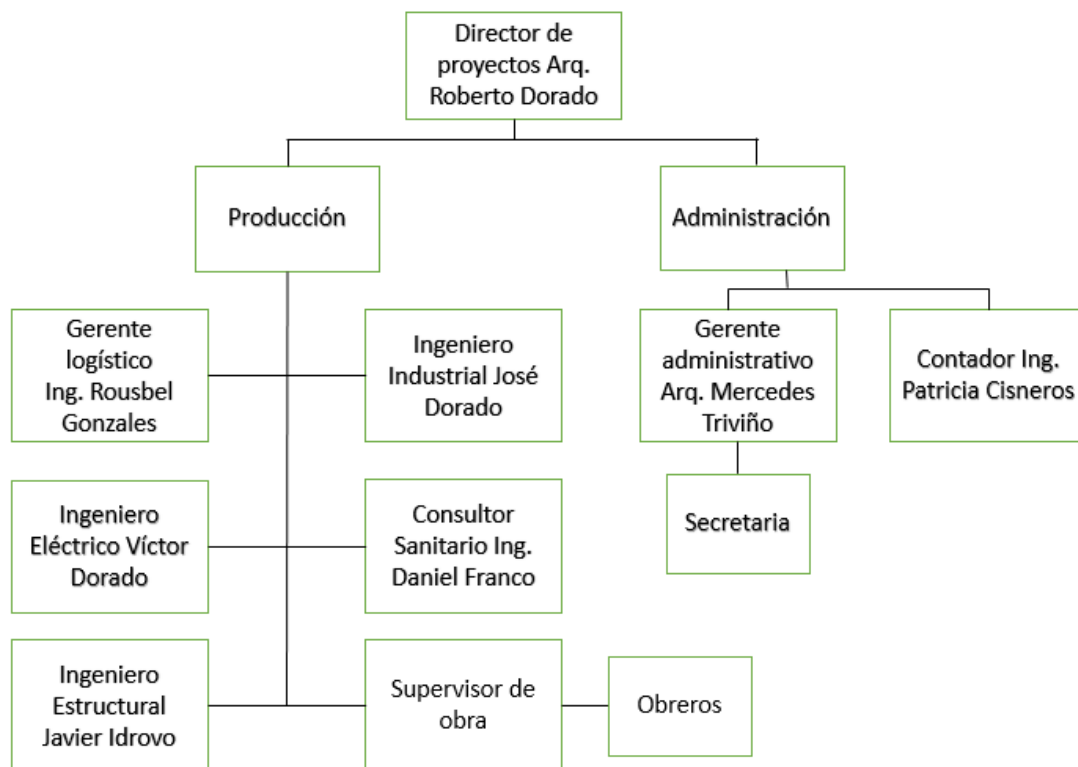 Director de
proyectos Arq.
Roberto Dorado
Producción
Administración
Gerente
logístico
Ing. Rousbel
Gonzales
Ingeniero
Industrial José
Dorado
Gerente
administrativo
Arq. Mercedes
Triviño
Contador Ing.
Patricia Cisneros
Ingeniero
Eléctrico Víctor
Dorado
Consultor
Sanitario Ing.
Daniel Franco
Secretaria
Ingeniero
Estructural
Javier Idrovo
Supervisor de
obra
Obreros